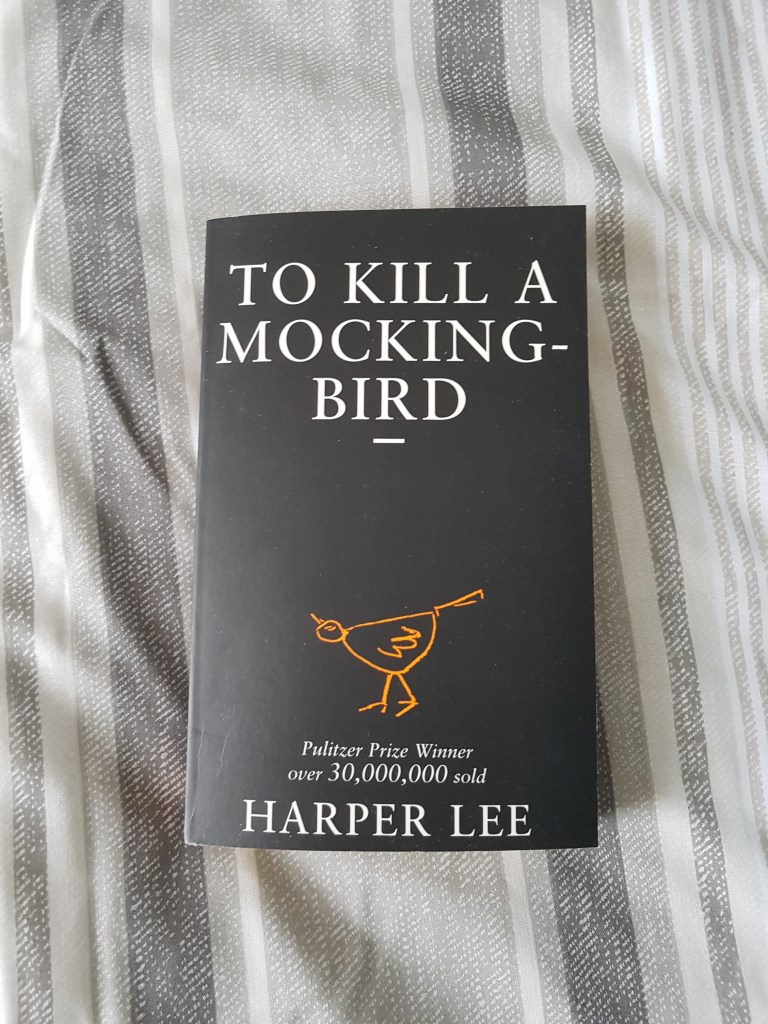 TO KILL A
MOCKING-
BIRD
Pulitzer Prize Winner
over 30,000,000 sold
HARPER LEE